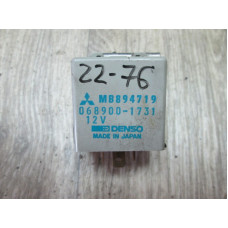 22-76
MB894719
068900-1731
12V
DENSO
MADE IN JAPAN